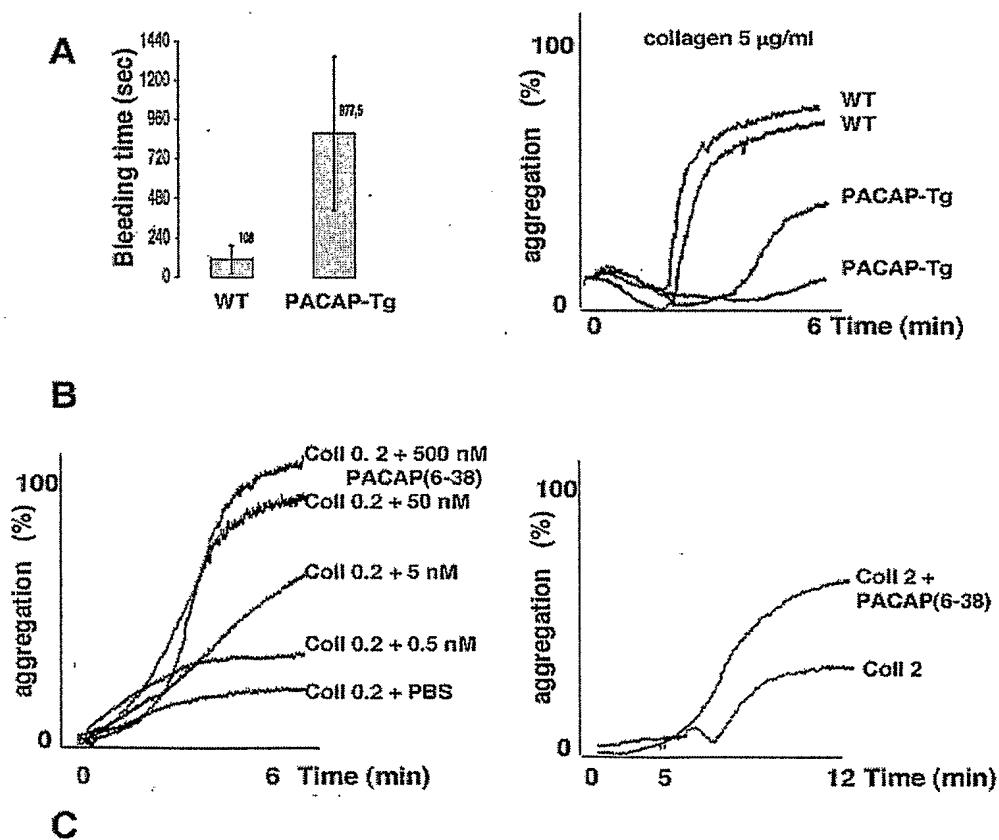 A
Bleeding time (sec)
1440
1200
960
720
480
240
0
108
877,5
WT
PACAP-Tg
collagen 5 µg/ml
aggregation (%)
100
0
WT
WT
PACAP-Tg
PACAP-Tg
0
6 Time (min)
B
aggregation (%)
100
0
Coll 0. 2 + 500 nM
PACAP(6-38)
Coll 0.2 + 50 nM
Coll 0.2 + 5 nM
Coll 0.2 + 0.5 nM
Coll 0.2 + PBS
0
6 Time (min)
aggregation (%)
100
0
Coll 2 +
PACAP(6-38)
Coll 2
0
5
12 Time (min)
C